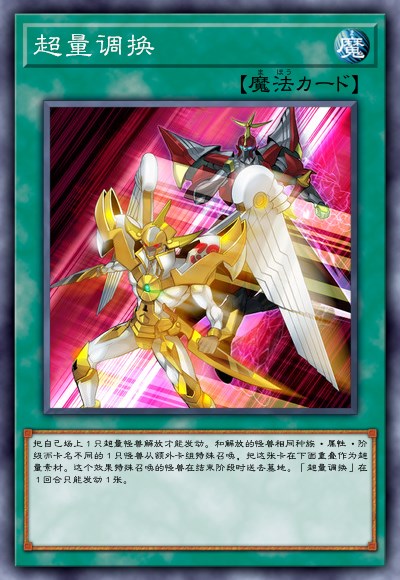 超量调换
魔
【魔法カード】
ま ほう
把自己场上1只超量怪兽解放才能发动。和解放的怪兽相同种族·属性·阶
级而卡名不同的1只怪兽从额外卡组特殊召唤，把这张卡在下面重叠作为超
量素材。这个效果特殊召唤的怪兽在结束阶段时送去墓地。「超量调换」在
1回合只能发动1张。